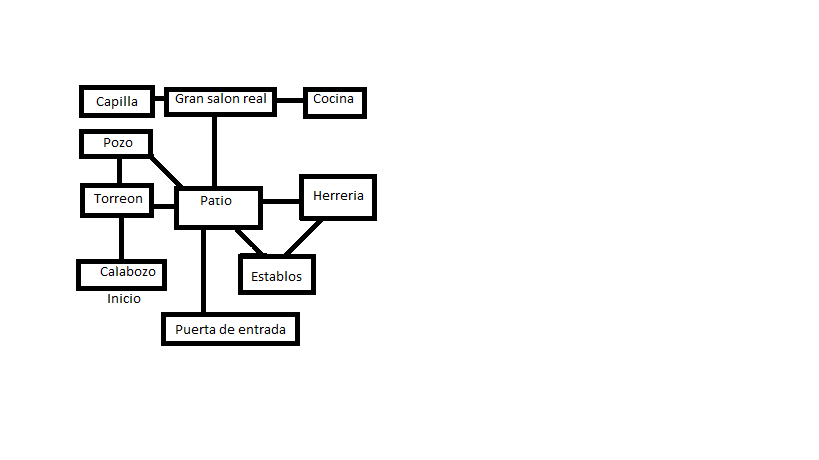 Capilla
Gran salon real
Cocina
Pozo
Torreon
Patio
Herreria
Calabozo
Inicio
Establos
Puerta de entrada